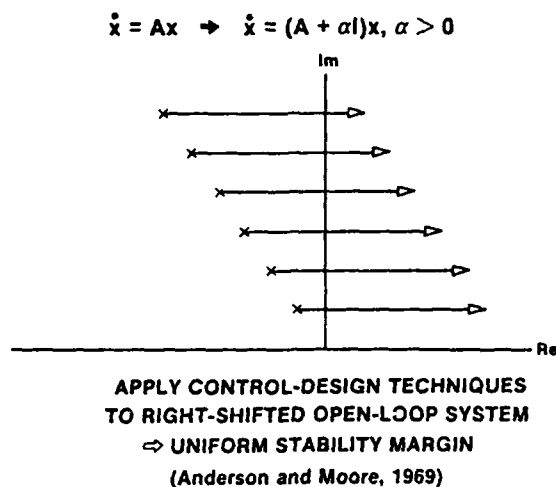 ẋ = Ax → ẋ = (A + αI)x, α > 0
Im
Re
APPLY CONTROL-DESIGN TECHNIQUES
TO RIGHT-SHIFTED OPEN-LOOP SYSTEM
⇨ UNIFORM STABILITY MARGIN
(Anderson and Moore, 1969)